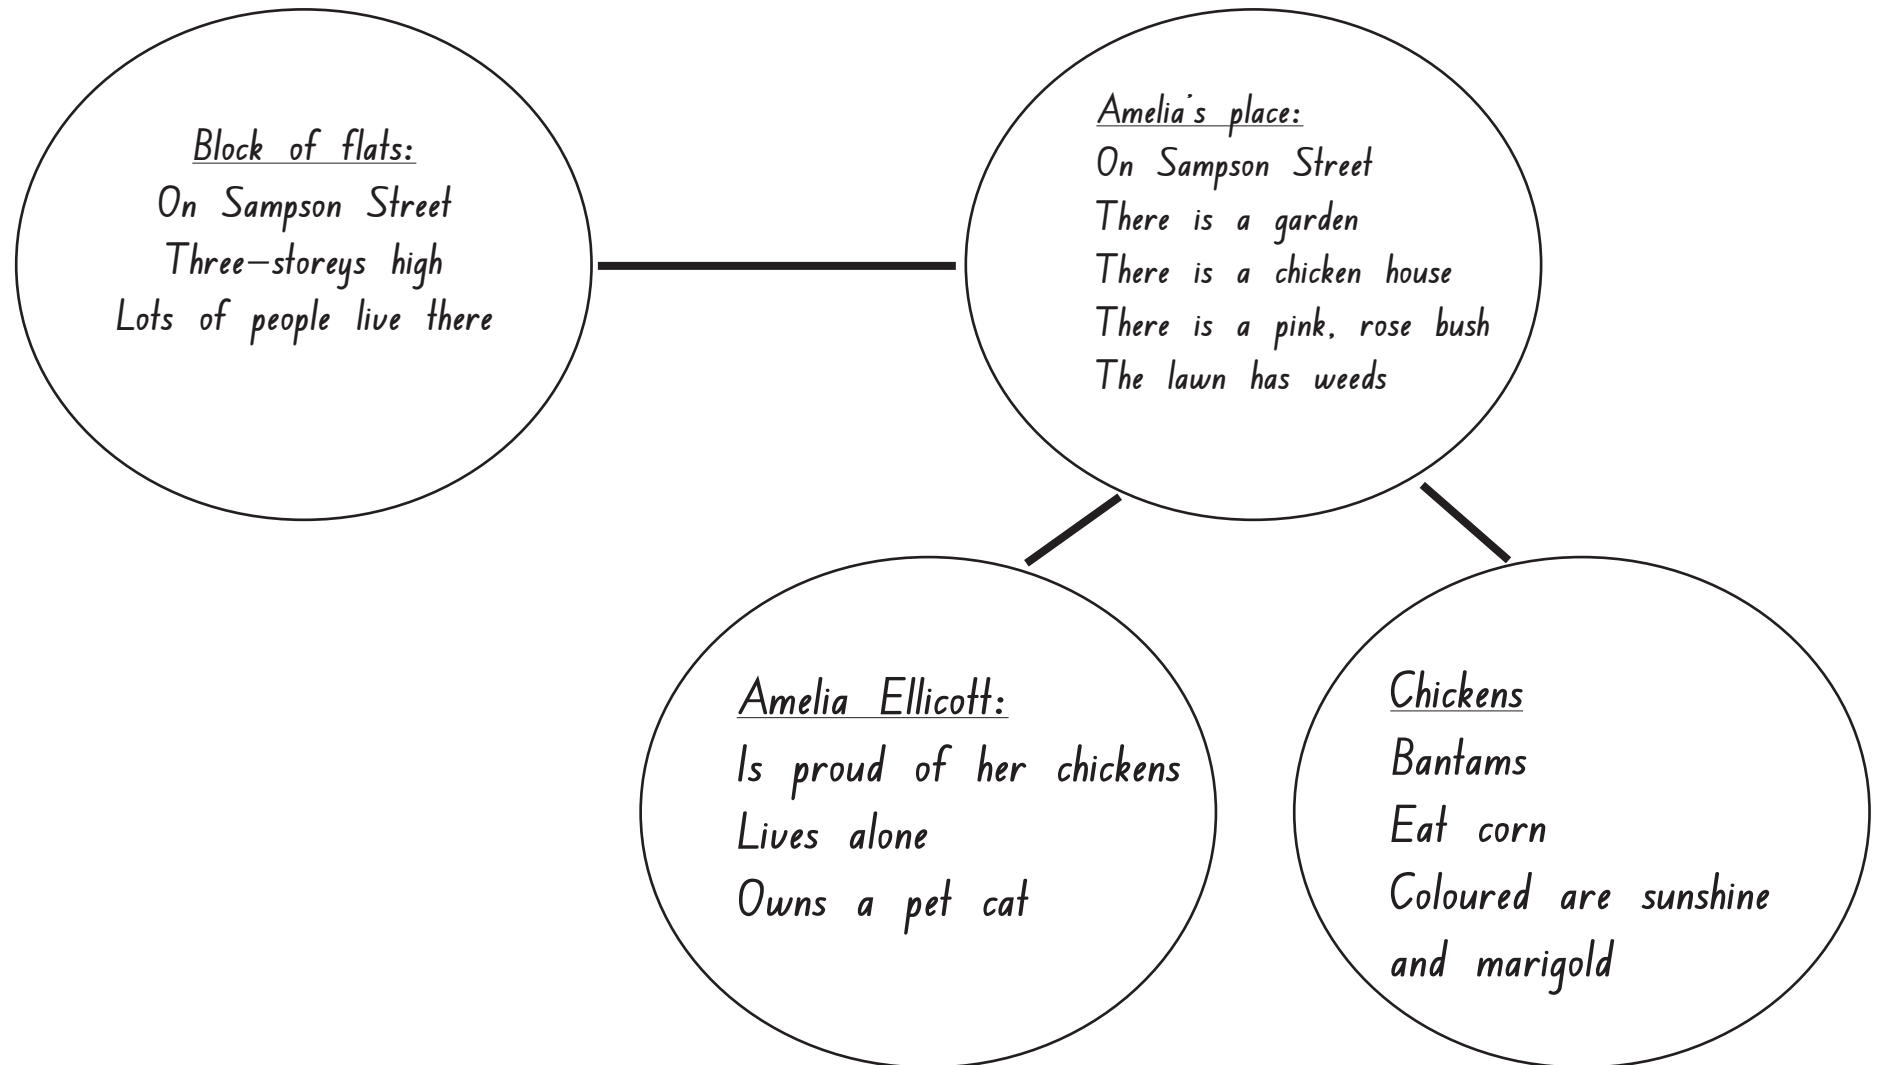 Block of flats:
On Sampson Street
Three-storeys high
Lots of people live there
Amelia's place:
On Sampson Street
There is a garden
There is a chicken house
There is a pink, rose bush
The lawn has weeds
Amelia Ellicott:
Is proud of her chickens
Lives alone
Owns a pet cat
Chickens
Bantams
Eat corn
Coloured are sunshine
and marigold